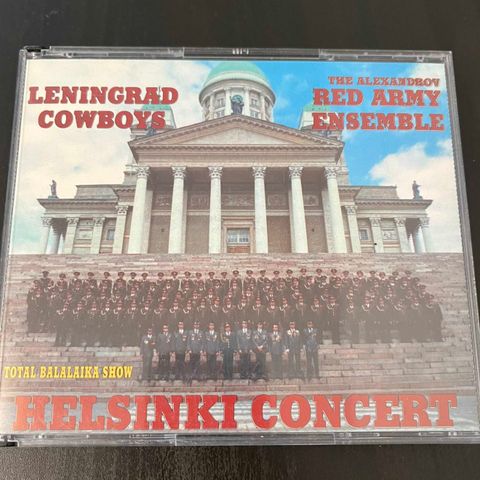 LENINGRAD
COWBOYS
THE ALEXANDROV
RED ARMY
ENSEMBLE
TOTAL BALALAIKA SHOW
HELSINKI CONCERT